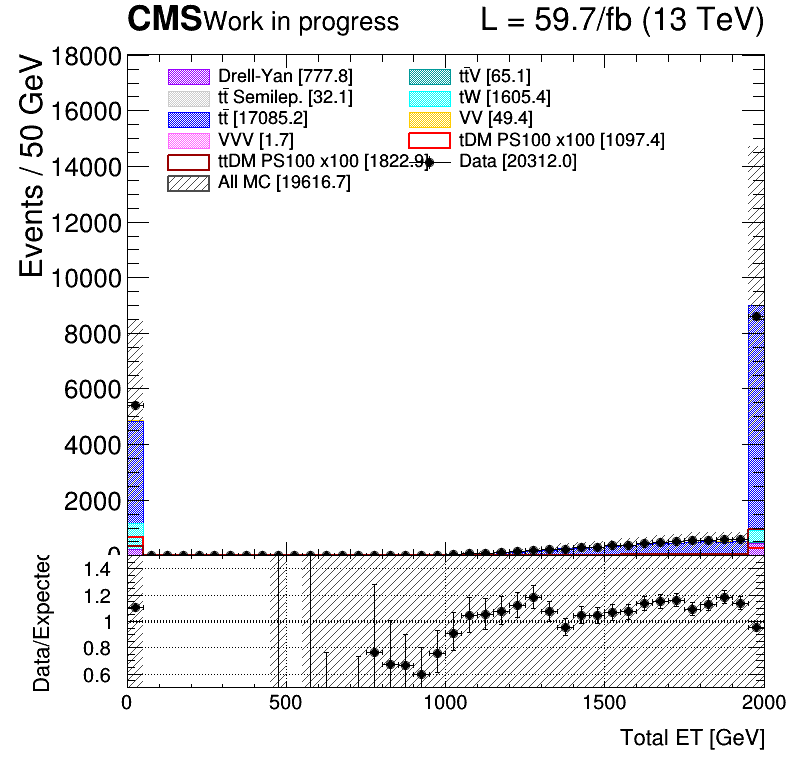 CMS Work in progress L = 59.7/fb (13 TeV)
Events / 50 GeV
18000
16000
14000
12000
10000
8000
6000
4000
2000
0
Drell-Yan [777.8] tt̄V [65.1]
tt̄ Semilep. [32.1] tW [1605.4]
tt̄ [17085.2] VV [49.4]
VVV [1.7] tDM PS100 x100 [1097.4]
ttDM PS100 x100 [1822.9] Data [20312.0]
All MC [19616.7]
Data/Expected
1.4
1.2
1
0.8
0.6
0 500 1000 1500 2000
Total ET [GeV]